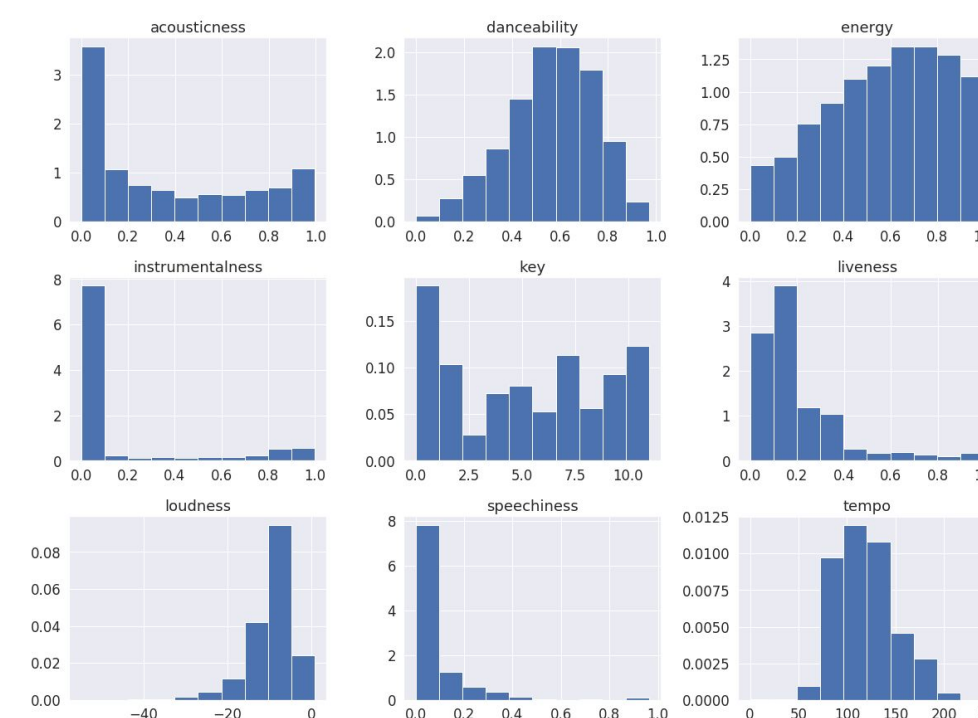 acousticness
danceability
energy
3
2
1
0
0.0 0.2 0.4 0.6 0.8 1.0
2.0
1.5
1.0
0.5
0.0
0.0 0.2 0.4 0.6 0.8 1.0
1.25
1.00
0.75
0.50
0.25
0.00
0.0 0.2 0.4 0.6 0.8 1
instrumentalness
key
liveness
8
6
4
2
0
0.0 0.2 0.4 0.6 0.8 1.0
0.15
0.10
0.05
0.00
0.0 2.5 5.0 7.5 10.0
4
3
2
1
0
0.0 0.2 0.4 0.6 0.8 1
loudness
speechiness
tempo
0.08
0.06
0.04
0.02
0.00
−40 −20 0
8
6
4
2
0
0.0 0.2 0.4 0.6 0.8 1.0
0.0125
0.0100
0.0075
0.0050
0.0025
0.0000
0 50 100 150 200